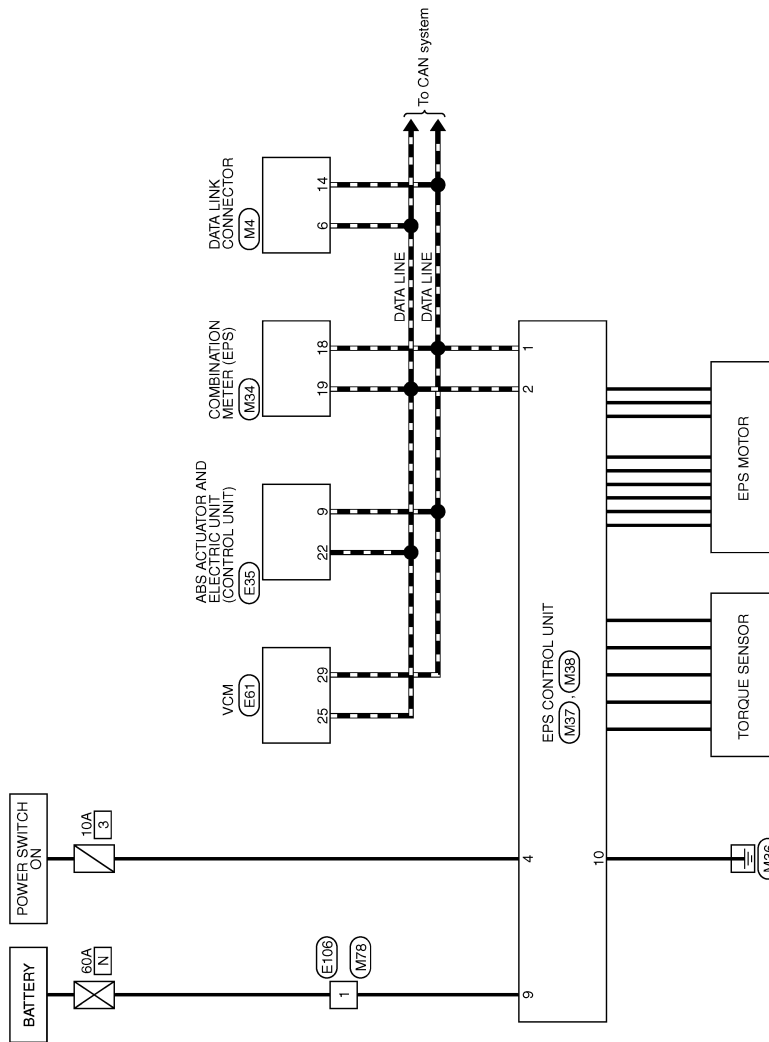 BATTERY
60A
N
E106
1
M78
9
POWER SWITCH
ON
10A
3
4
VCM
E61
25
29
ABS ACTUATOR AND
ELECTRIC UNIT
(CONTROL UNIT)
E35
22
9
COMBINATION
METER (EPS)
M34
19
18
DATA LINK
CONNECTOR
M4
6
14
DATA LINE
DATA LINE
To CAN system
2
1
EPS CONTROL UNIT
M37 , M38
10
M36
TORQUE SENSOR
EPS MOTOR